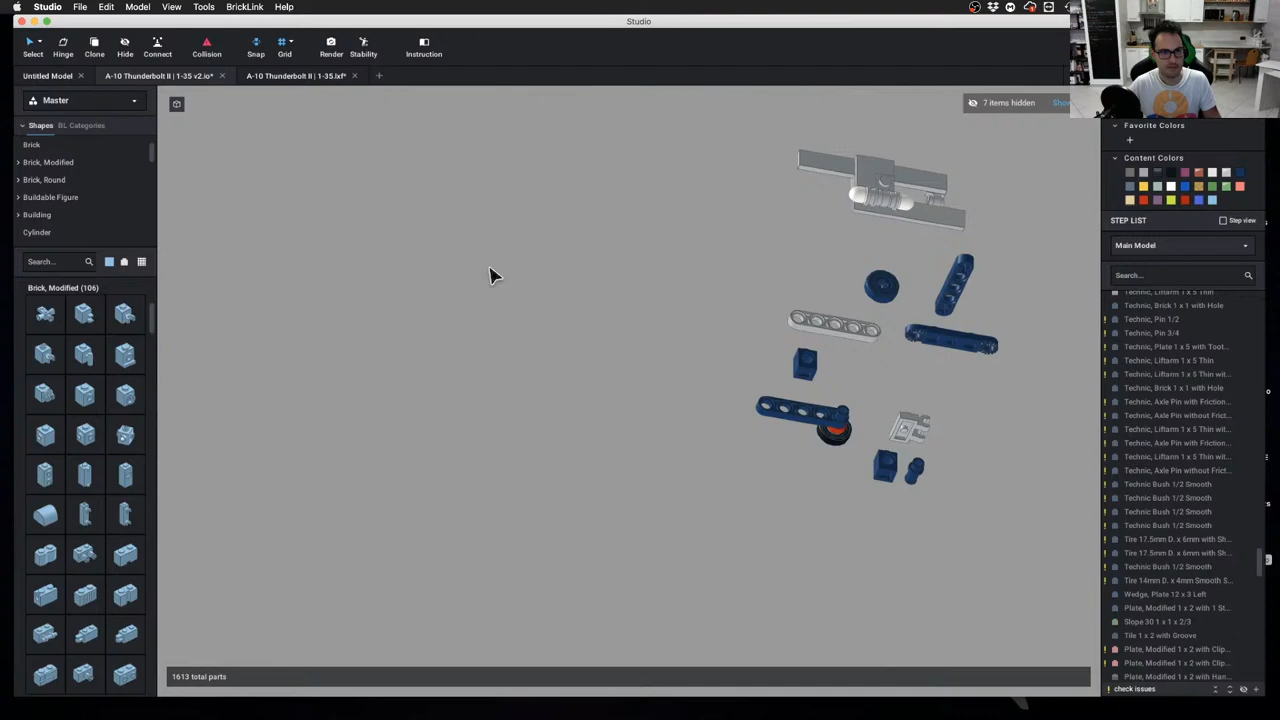 Studio File Edit Model View Tools BrickLink Help
Studio
Select Hinge Clone Hide Connect Collision Snap Grid Render Stability Instruction
Untitled Model A-10 Thunderbolt II | 1-35 v2.io* A-10 Thunderbolt II | 1-35.lxf*
Master
7 items hidden
Shapes BL Categories
Brick
Brick, Modified
Brick, Round
Buildable Figure
Building
Cylinder
Search...
Brick, Modified (106)
1613 total parts
Favorite Colors
Content Colors
STEP LIST Step view
Main Model
Search...
Technic, Liftarm 1 x 5 Thin
Technic, Brick 1 x 1 with Hole
Technic, Pin 1/2
Technic, Pin 3/4
Technic, Plate 1 x 5 with Toot...
Technic, Liftarm 1 x 5 Thin
Technic, Liftarm 1 x 5 Thin wit...
Technic, Brick 1 x 1 with Hole
Technic, Axle Pin with Friction...
Technic, Axle Pin without Frict...
Technic, Liftarm 1 x 5 Thin wit...
Technic, Axle Pin with Friction...
Technic, Liftarm 1 x 5 Thin wit...
Technic, Axle Pin without Frict...
Technic Bush 1/2 Smooth
Technic Bush 1/2 Smooth
Technic Bush 1/2 Smooth
Technic Bush 1/2 Smooth
Tire 17.5mm D. x 6mm with Sh...
Tire 17.5mm D. x 6mm with Sh...
Technic Bush 1/2 Smooth
Tire 14mm D. x 4mm Smooth S...
Wedge, Plate 12 x 3 Left
Plate, Modified 1 x 2 with 1 St...
Slope 30 1 x 1 x 2/3
Tile 1 x 2 with Groove
Plate, Modified 1 x 2 with Clip...
Plate, Modified 1 x 2 with Clip...
Plate, Modified 1 x 2 with Han...
check issues